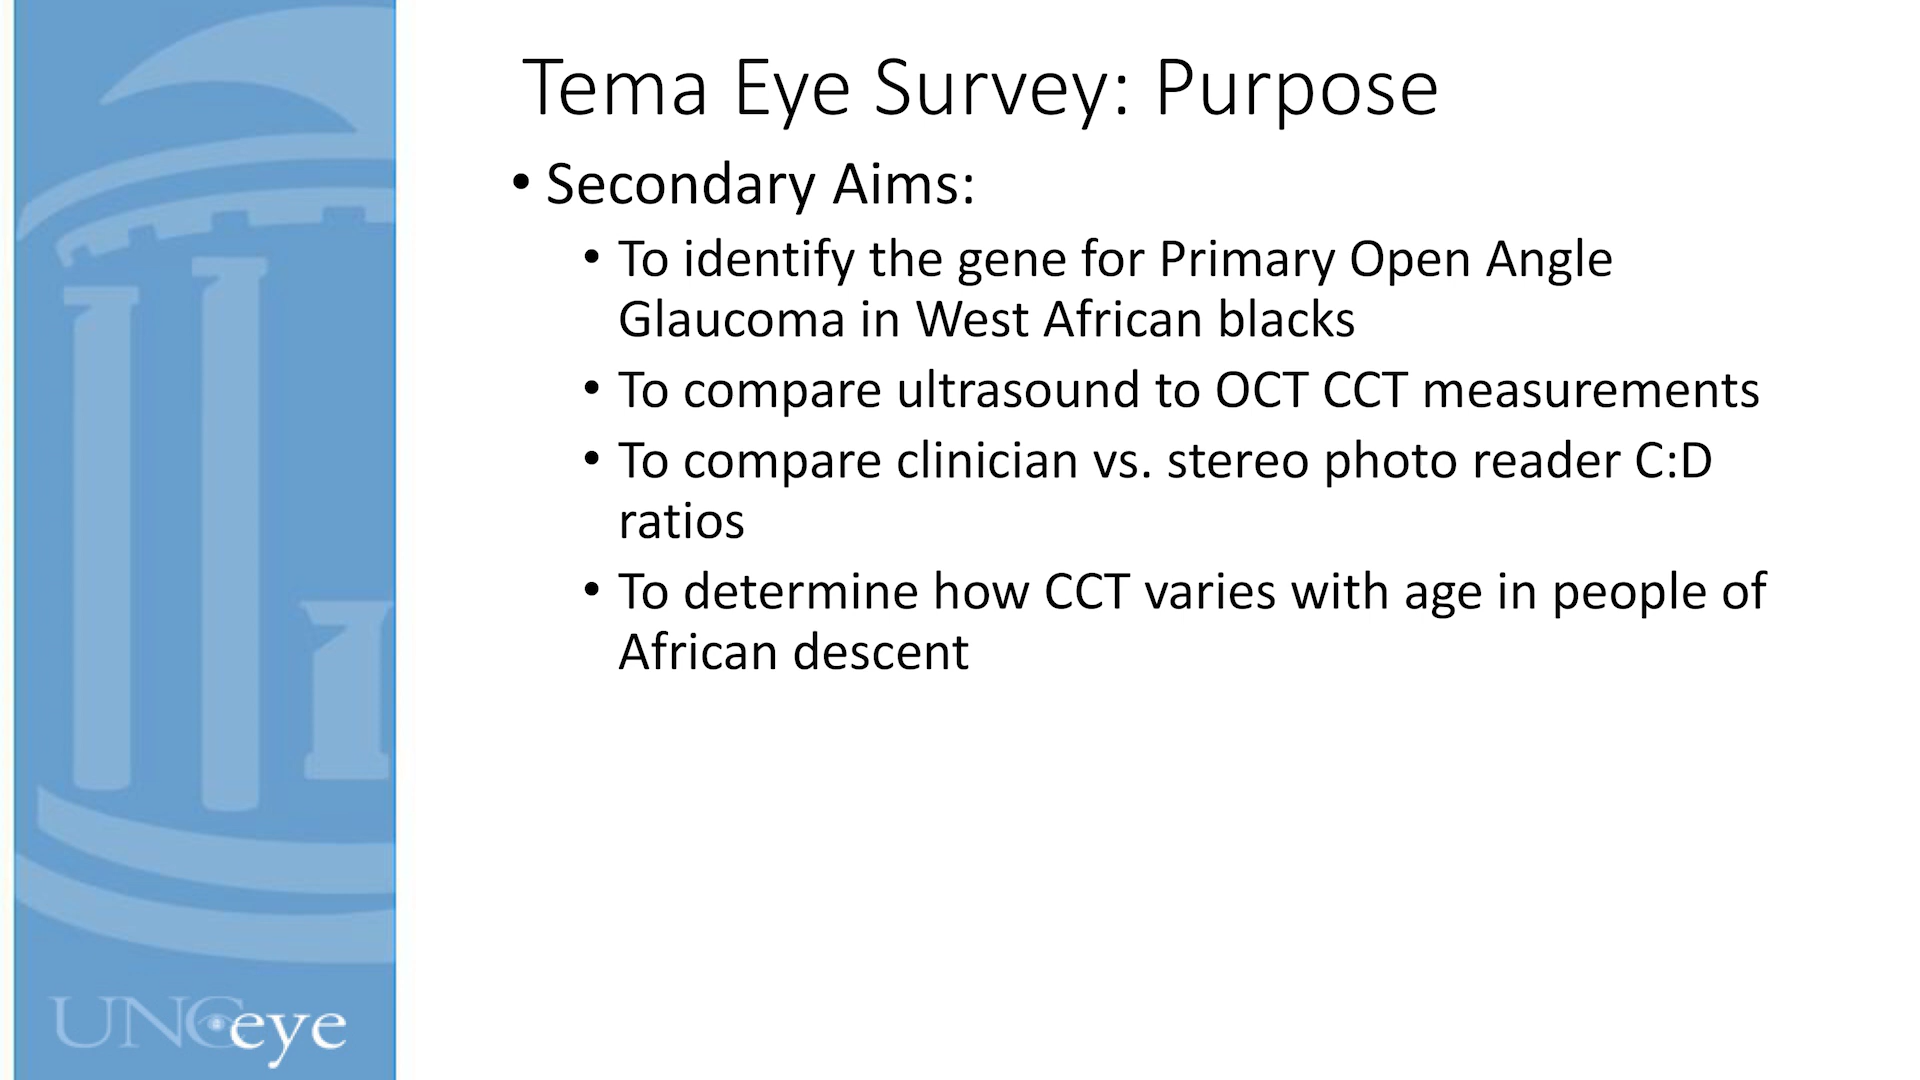 Tema Eye Survey: Purpose
• Secondary Aims:
• To identify the gene for Primary Open Angle
Glaucoma in West African blacks
• To compare ultrasound to OCT CCT measurements
• To compare clinician vs. stereo photo reader C:D
ratios
• To determine how CCT varies with age in people of
African descent
UNCeye